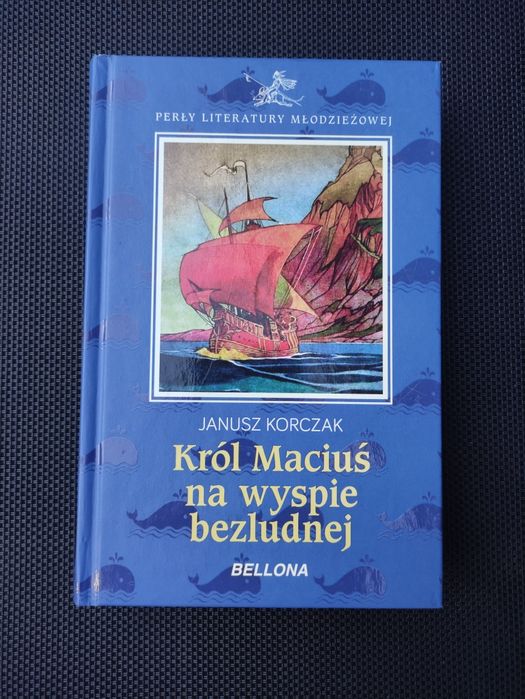 PERŁY LITERATURY MŁODZIEŻOWEJ
JANUSZ KORCZAK
Król Maciuś
na wyspie
bezludnej
BELLONA